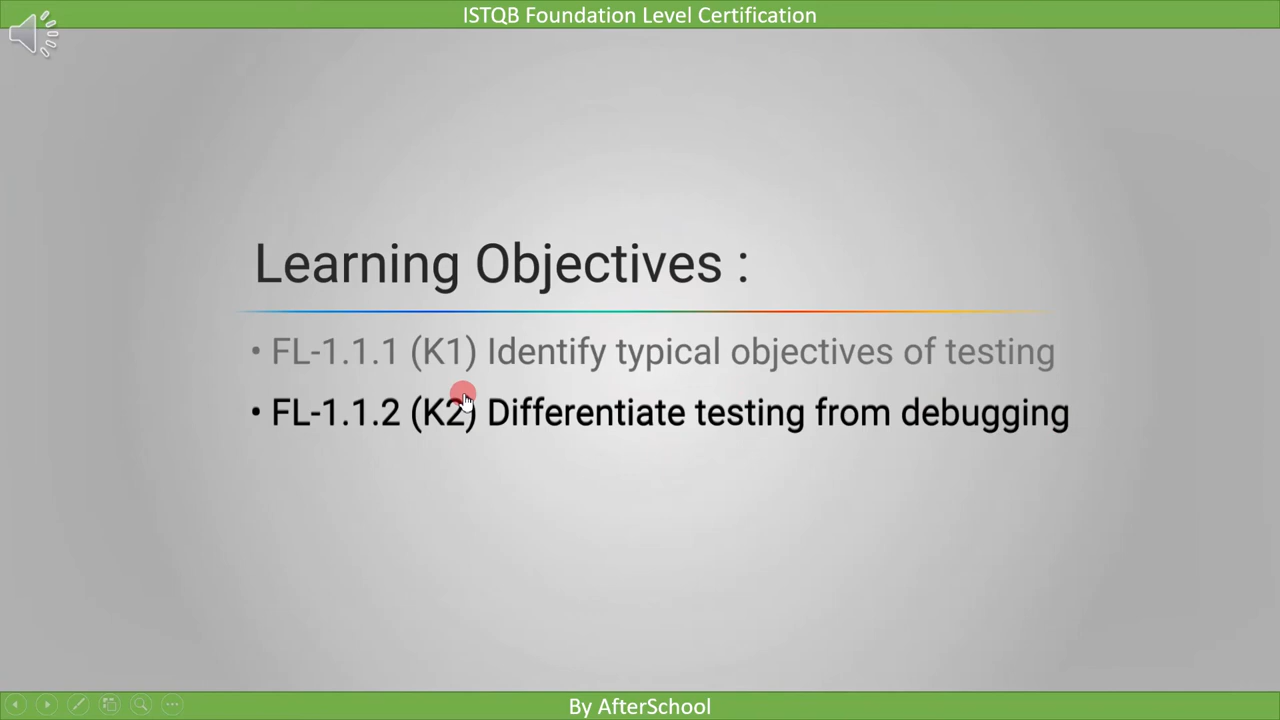 ISTQB Foundation Level Certification
Learning Objectives :
• FL-1.1.1 (K1) Identify typical objectives of testing
• FL-1.1.2 (K2) Differentiate testing from debugging
By AfterSchool